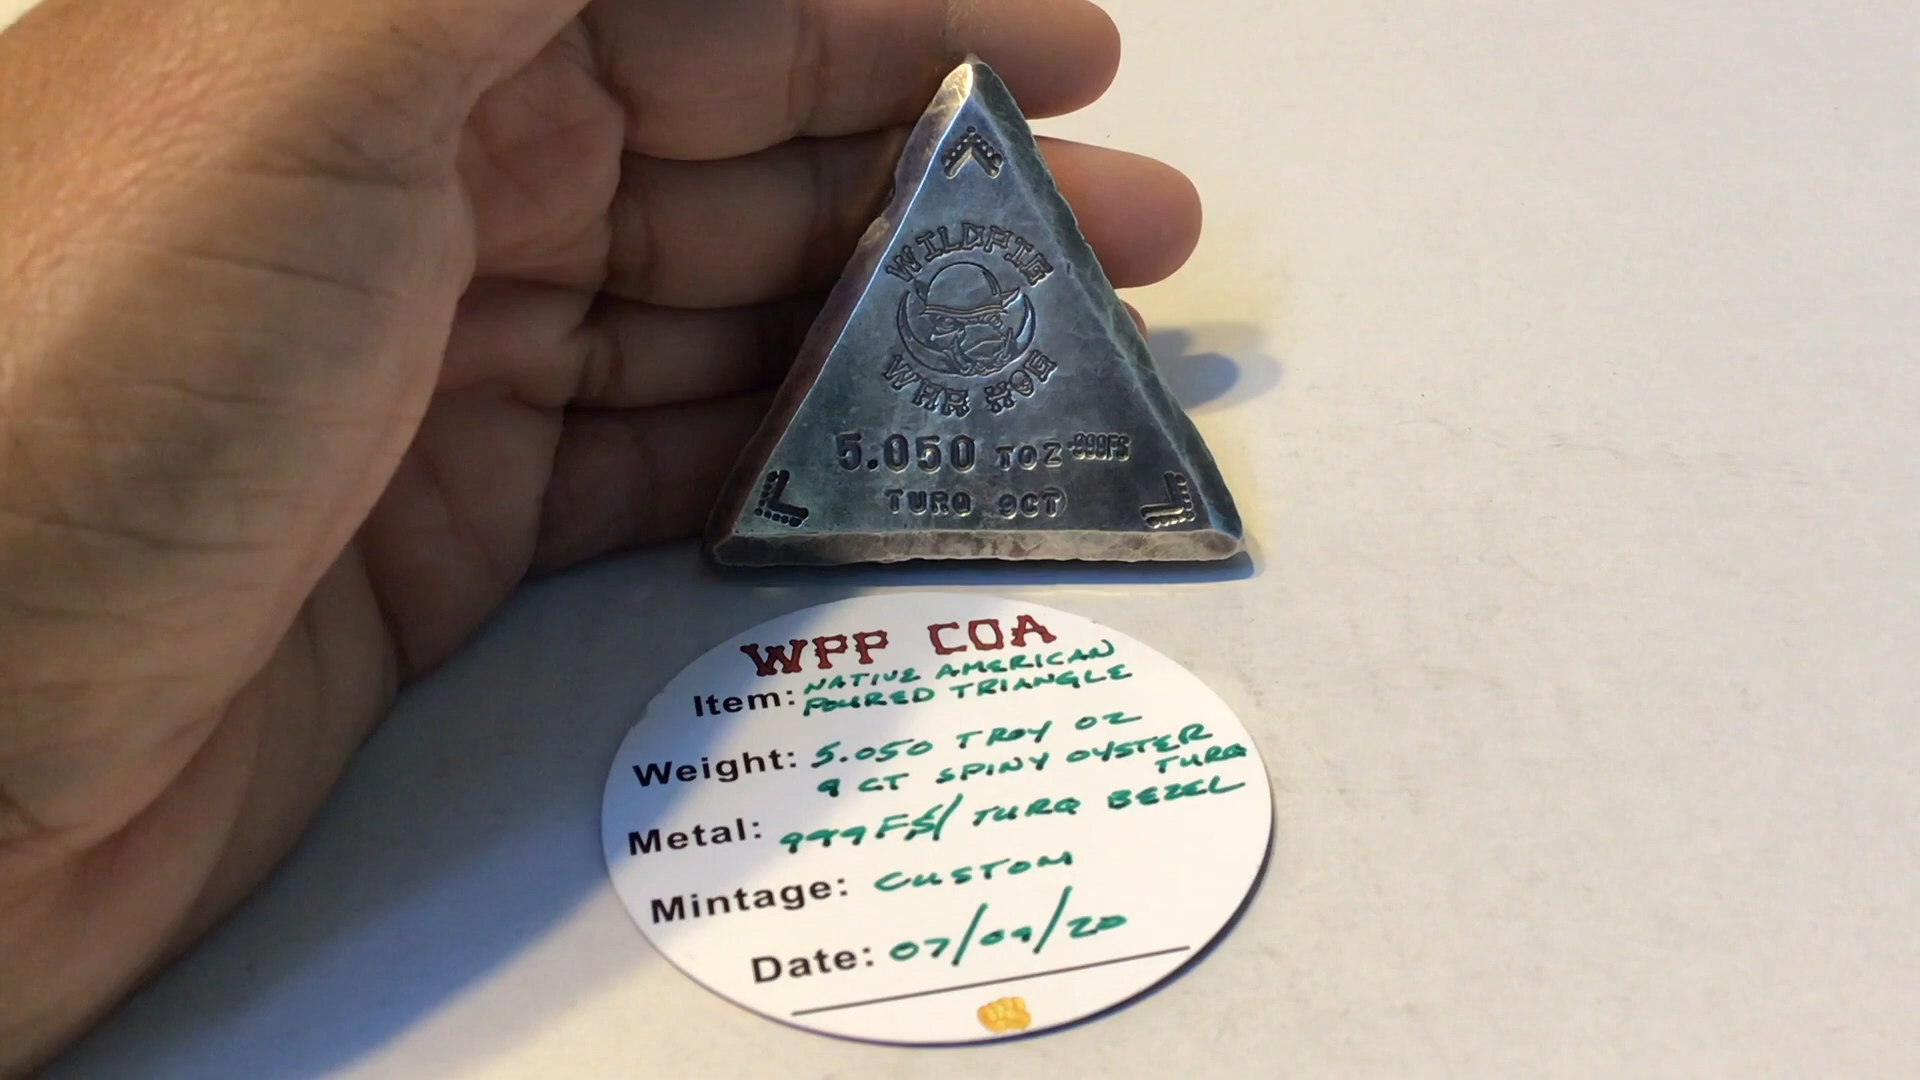 WILDPIG
WAR HOG
5.050 TOZ .999FS
TURQ 9CT
WPP COA
Item: NATIVE AMERICAN
POURED TRIANGLE
Weight: 5.050 TROY OZ
9 CT SPINY OYSTER
TURQ
Metal: 999FS/ TURQ BEZEL
Mintage: CUSTOM
Date: 07/09/20